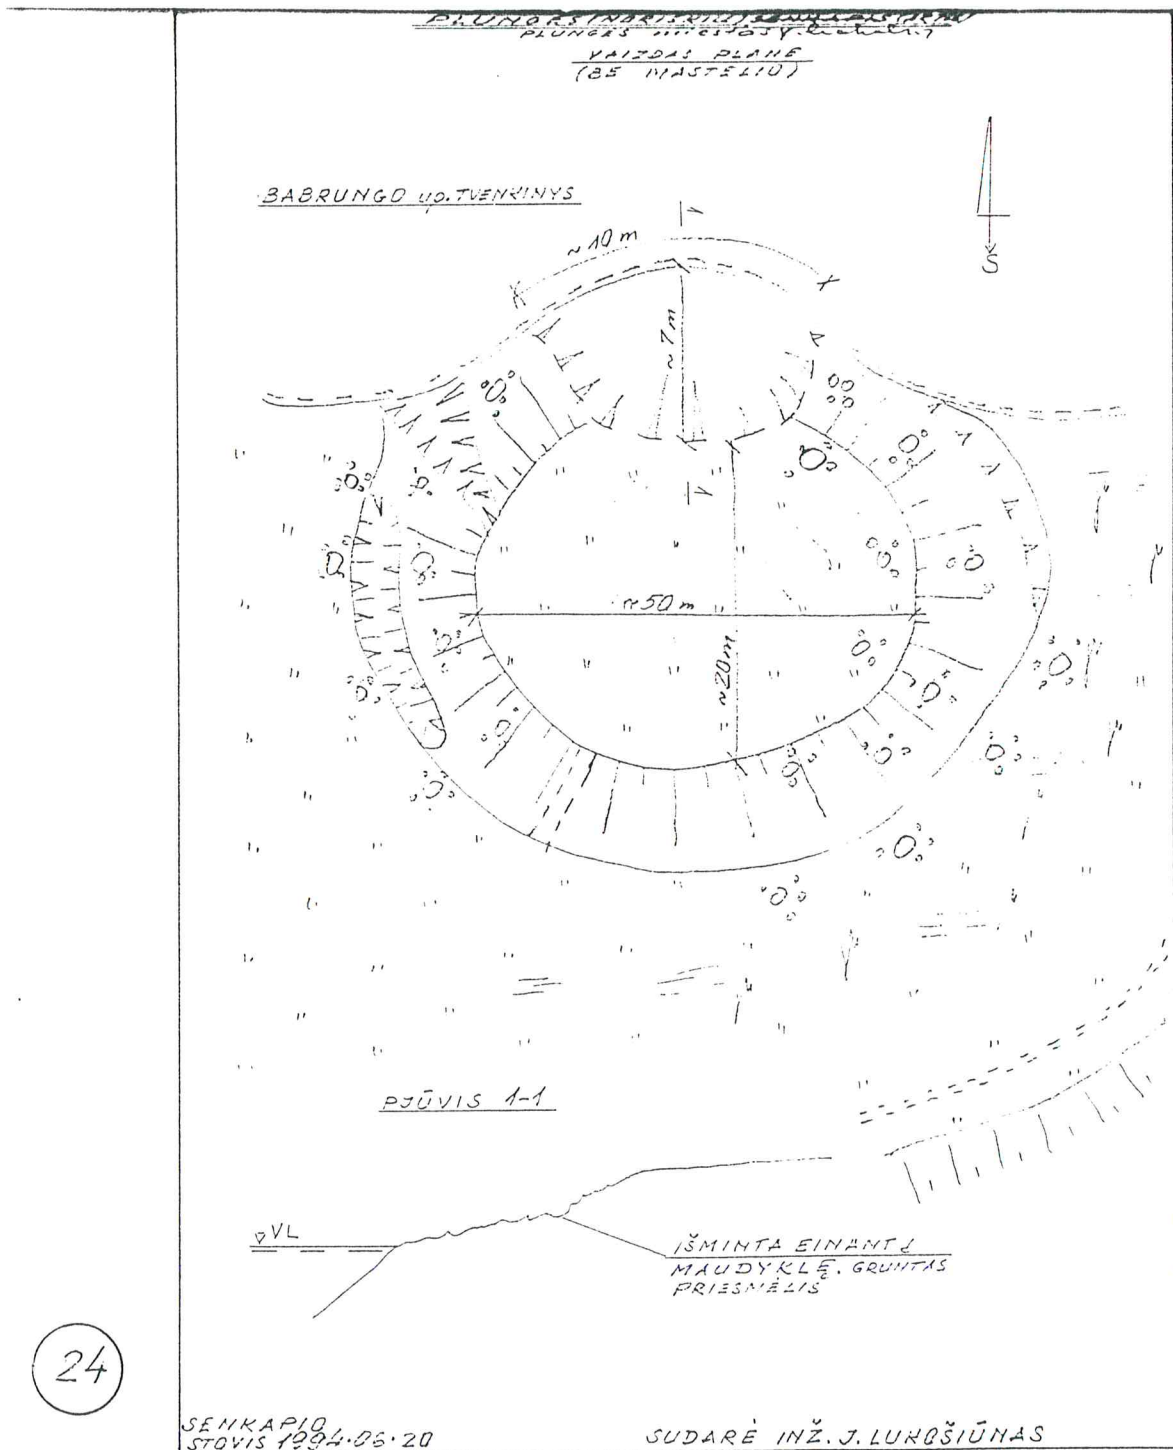 PLUNGĖS
VAIZDAS PLANE
(BE MASTELIO)
BABRUNGO up. TVENKINYS
Š
1
~10 m
~7 m
1
~50 m
~20 m
PJŪVIS 1-1
VL
IŠMINTA EINANT Į
MAUDYKLĘ. GRUNTAS
PRIESMĖLIS
24
SENKAPIO
STOVIS 1994.06.20
SUDARĖ INŽ. J. LUKOŠIŪNAS